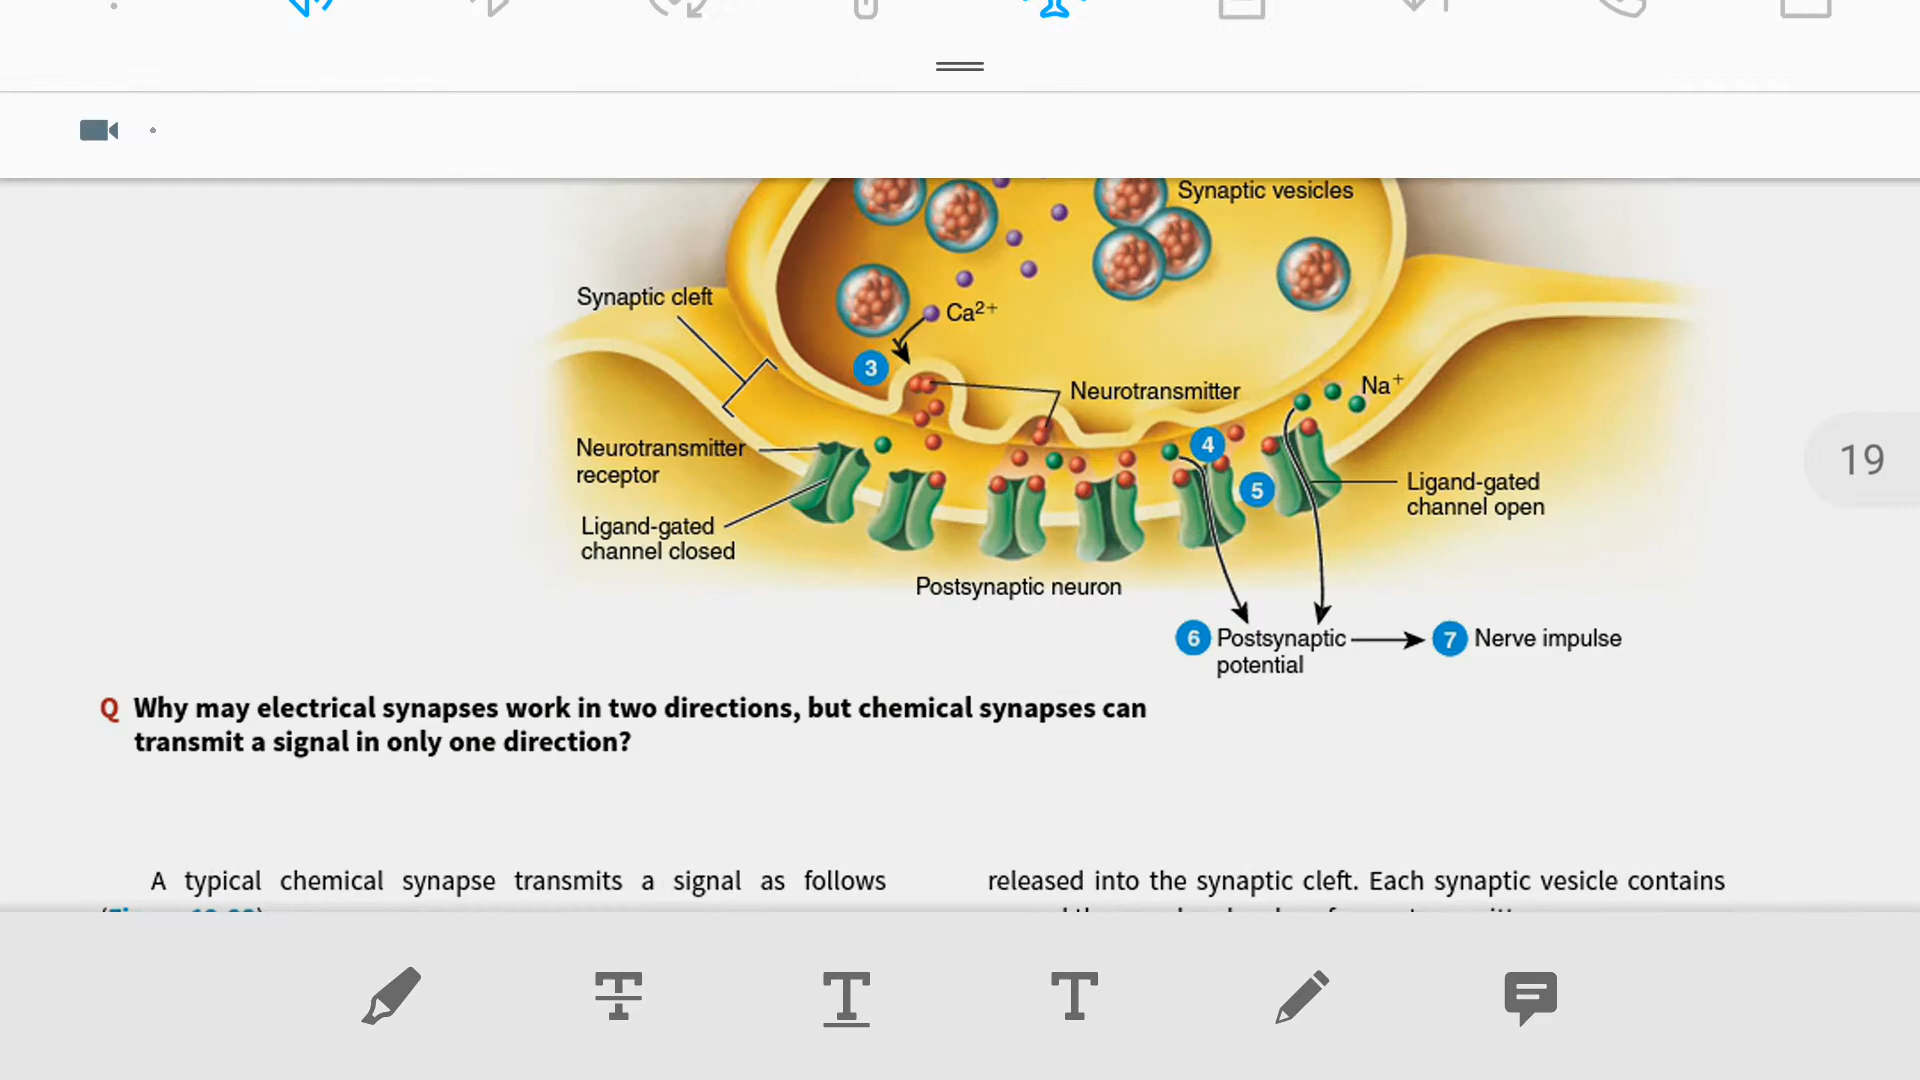 Synaptic vesicles
Synaptic cleft
Ca2+
3
Neurotransmitter
Na+
4
Neurotransmitter
receptor
5
Ligand-gated
channel open
Ligand-gated
channel closed
Postsynaptic neuron
6 Postsynaptic
potential
7 Nerve impulse
19
Q Why may electrical synapses work in two directions, but chemical synapses can
transmit a signal in only one direction?
A typical chemical synapse transmits a signal as follows
released into the synaptic cleft. Each synaptic vesicle contains